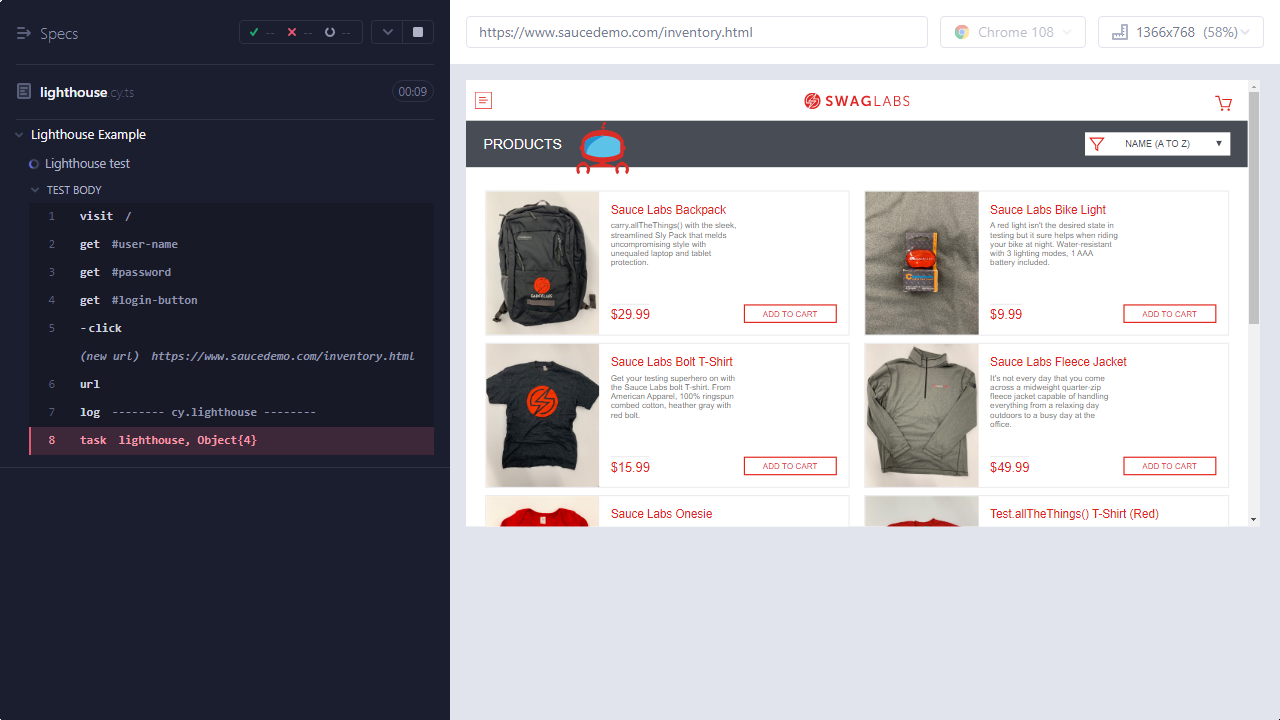 Specs
-- -- --
lighthouse.cy.ts
00:09
Lighthouse Example
Lighthouse test
TEST BODY
1 visit /
2 get #user-name
3 get #password
4 get #login-button
5 -click
(new url) https://www.saucedemo.com/inventory.html
6 url
7 log -------- cy.lighthouse --------
8 task lighthouse, Object{4}
https://www.saucedemo.com/inventory.html
Chrome 108
1366x768 (58%)
SWAGLABS
PRODUCTS
NAME (A TO Z)
Sauce Labs Backpack
carry.allTheThings() with the sleek,
streamlined Sly Pack that melds
uncompromising style with
unequaled laptop and tablet
protection.
$29.99
ADD TO CART
Sauce Labs Bike Light
A red light isn't the desired state in
testing but it sure helps when riding
your bike at night. Water-resistant
with 3 lighting modes, 1 AAA
battery included.
$9.99
ADD TO CART
Sauce Labs Bolt T-Shirt
Get your testing superhero on with
the Sauce Labs bolt T-shirt. From
American Apparel, 100% ringspun
combed cotton, heather gray with
red bolt.
$15.99
ADD TO CART
Sauce Labs Fleece Jacket
It's not every day that you come
across a midweight quarter-zip
fleece jacket capable of handling
everything from a relaxing day
outdoors to a busy day at the
office.
$49.99
ADD TO CART
Sauce Labs Onesie
Test.allTheThings() T-Shirt (Red)